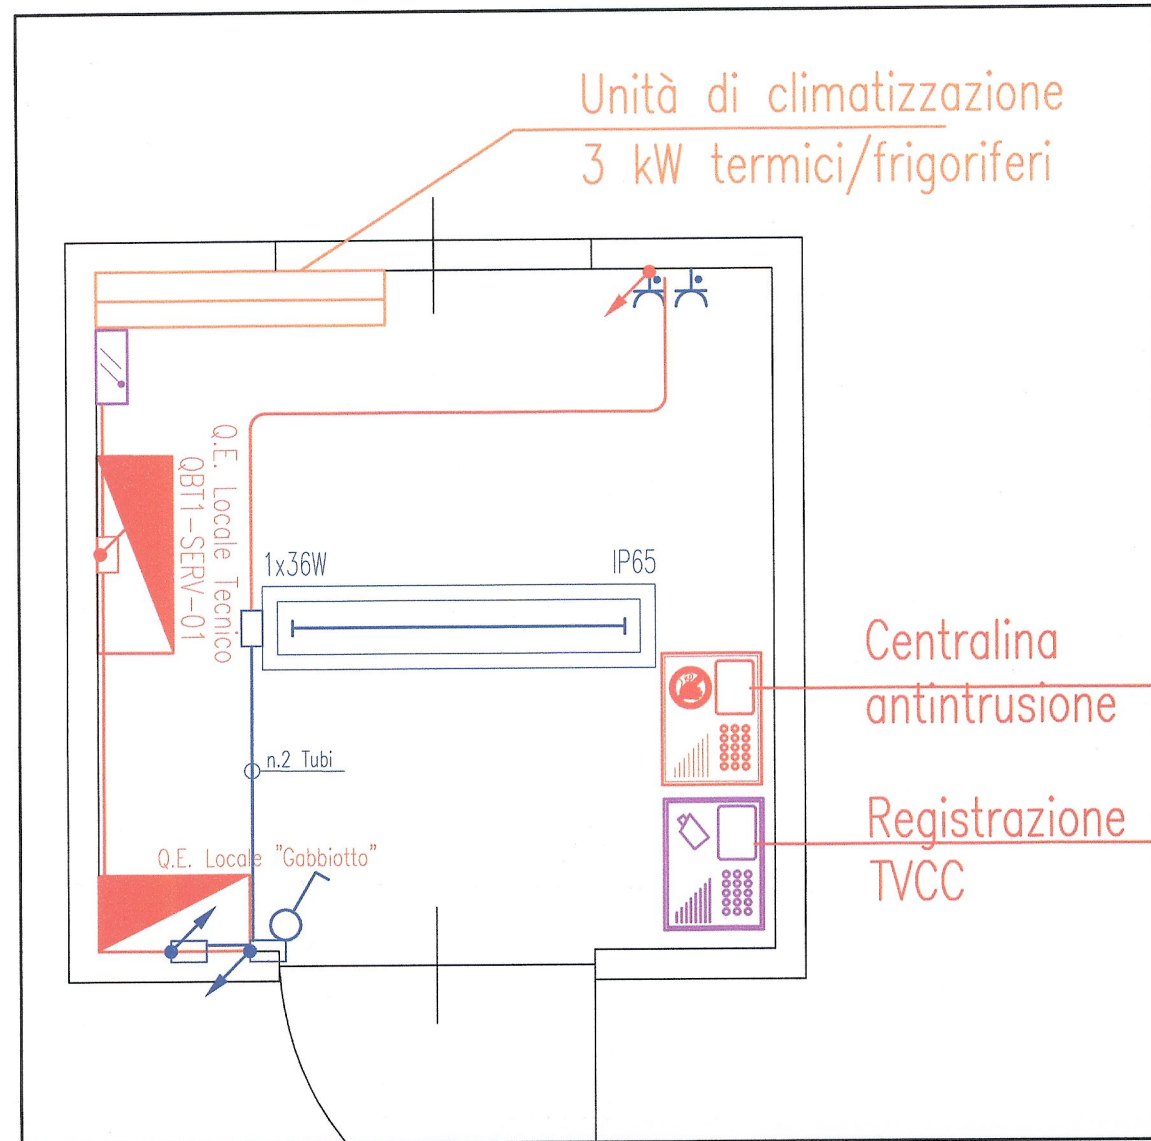 Unità di climatizzazione
3 kW termici/frigoriferi
Q.E. Locale Tecnico
QBT1-SERV-01
1x36W
IP65
Centralina
antintrusione
n.2 Tubi
Registrazione
TVCC
Q.E. Locale "Gabbiotto"